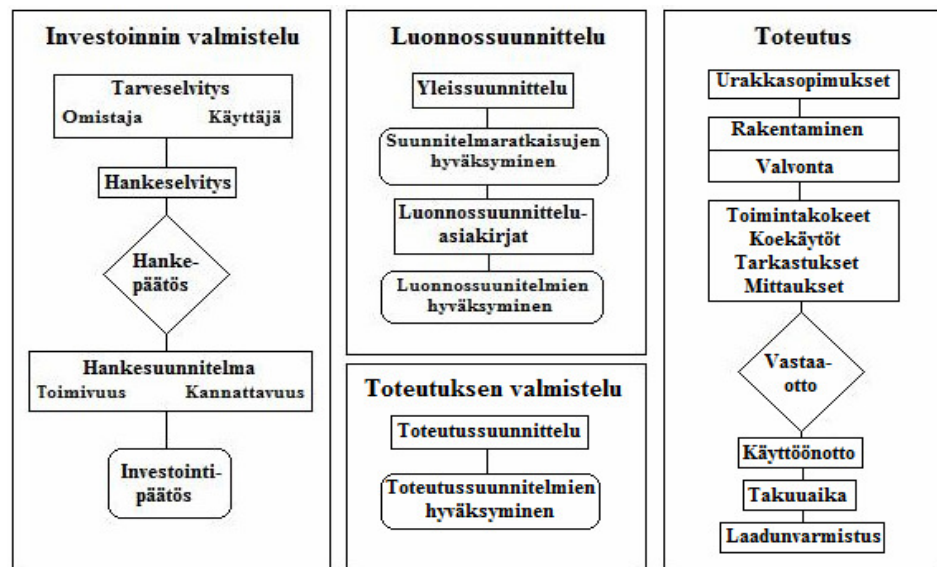 Investoinnin valmistelu
Tarveselvitys
Omistaja Käyttäjä
Hankeselvitys
Hanke-
päätös
Hankesuunnitelma
Toimivuus Kannattavuus
Investointi-
päätös
Luonnossuunnittelu
Yleissuunnittelu
Suunnitelmaratkaisujen
hyväksyminen
Luonnossuunnittelu-
asiakirjat
Luonnossuunitelmien
hyväksyminen
Toteutuksen valmistelu
Toteutussuunnittelu
Toteutussuunnitelmien
hyväksyminen
Toteutus
Urakkasopimukset
Rakentaminen
Valvonta
Toimintakokeet
Koekäytöt
Tarkastukset
Mittaukset
Vastaa-
otto
Käyttöönotto
Takuuaika
Laadunvarmistus